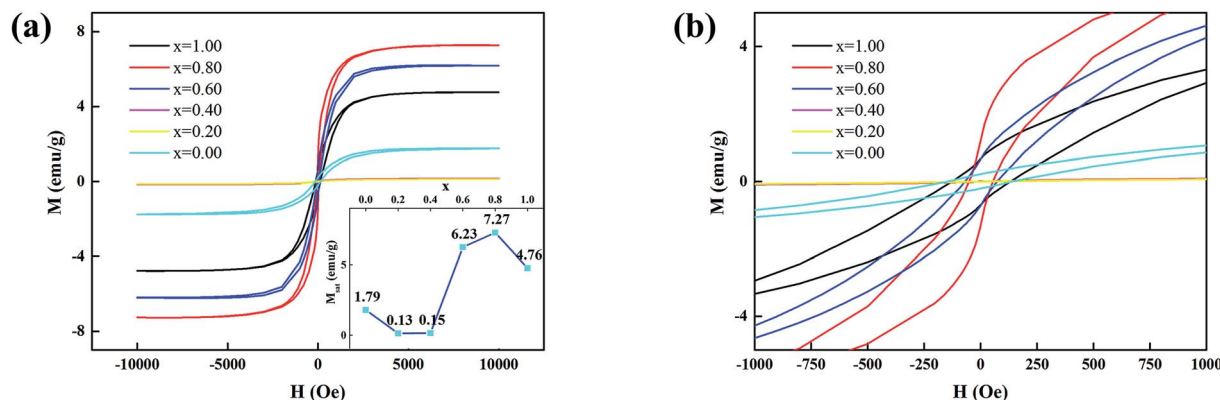 (a)
8
4
0
-4
-8
M (emu/g)
x=1.00
x=0.80
x=0.60
x=0.40
x=0.20
x=0.00
-10000 -5000 0 5000 10000
H (Oe)
x
0.0 0.2 0.4 0.6 0.8 1.0
M_sat (emu/g)
5
0
1.79
0.13
0.15
6.23
7.27
4.76
(b)
4
0
-4
M (emu/g)
x=1.00
x=0.80
x=0.60
x=0.40
x=0.20
x=0.00
-1000 -750 -500 -250 0 250 500 750 1000
H (Oe)